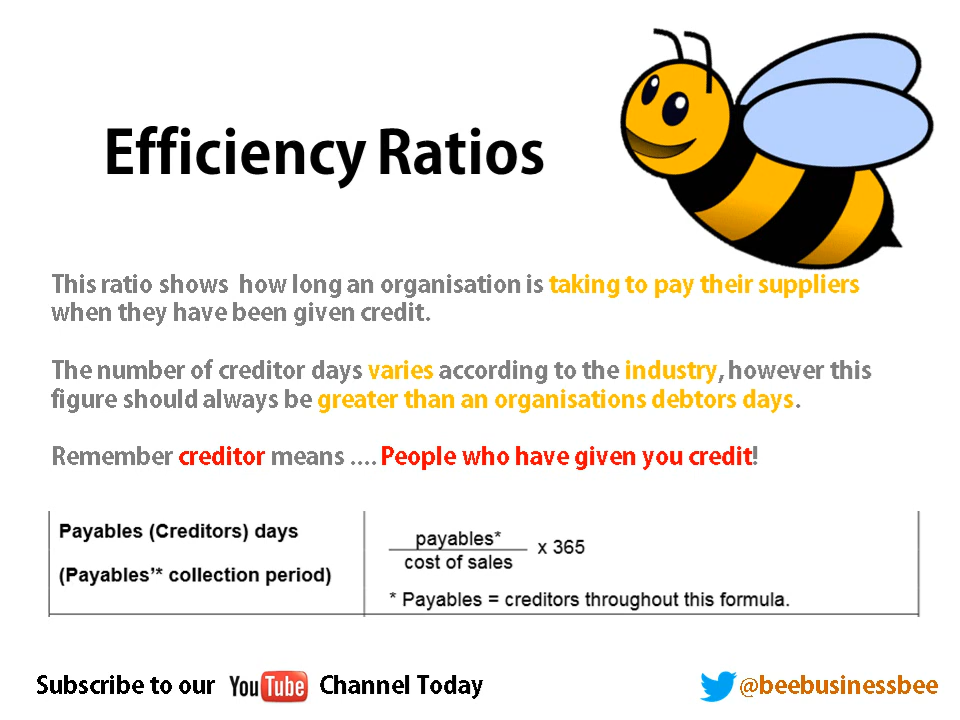 Efficiency Ratios
This ratio shows how long an organisation is taking to pay their suppliers
when they have been given credit.
The number of creditor days varies according to the industry, however this
figure should always be greater than an organisations debtors days.
Remember creditor means .... People who have given you credit!
Payables (Creditors) days
(Payables'* collection period)
payables*
cost of sales
x 365
* Payables = creditors throughout this formula.
Subscribe to our YouTube Channel Today
@beebusinessbee